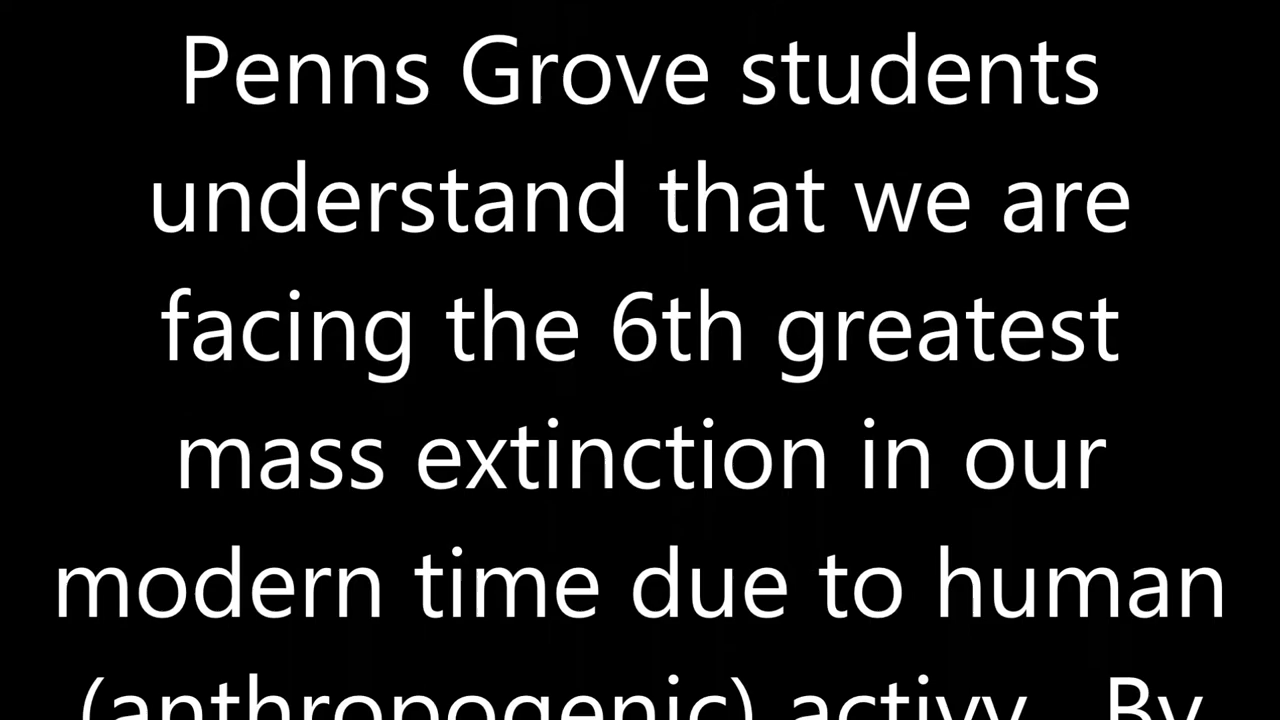 Penns Grove students
understand that we are
facing the 6th greatest
mass extinction in our
modern time due to human
(anthropogenic) activy. By